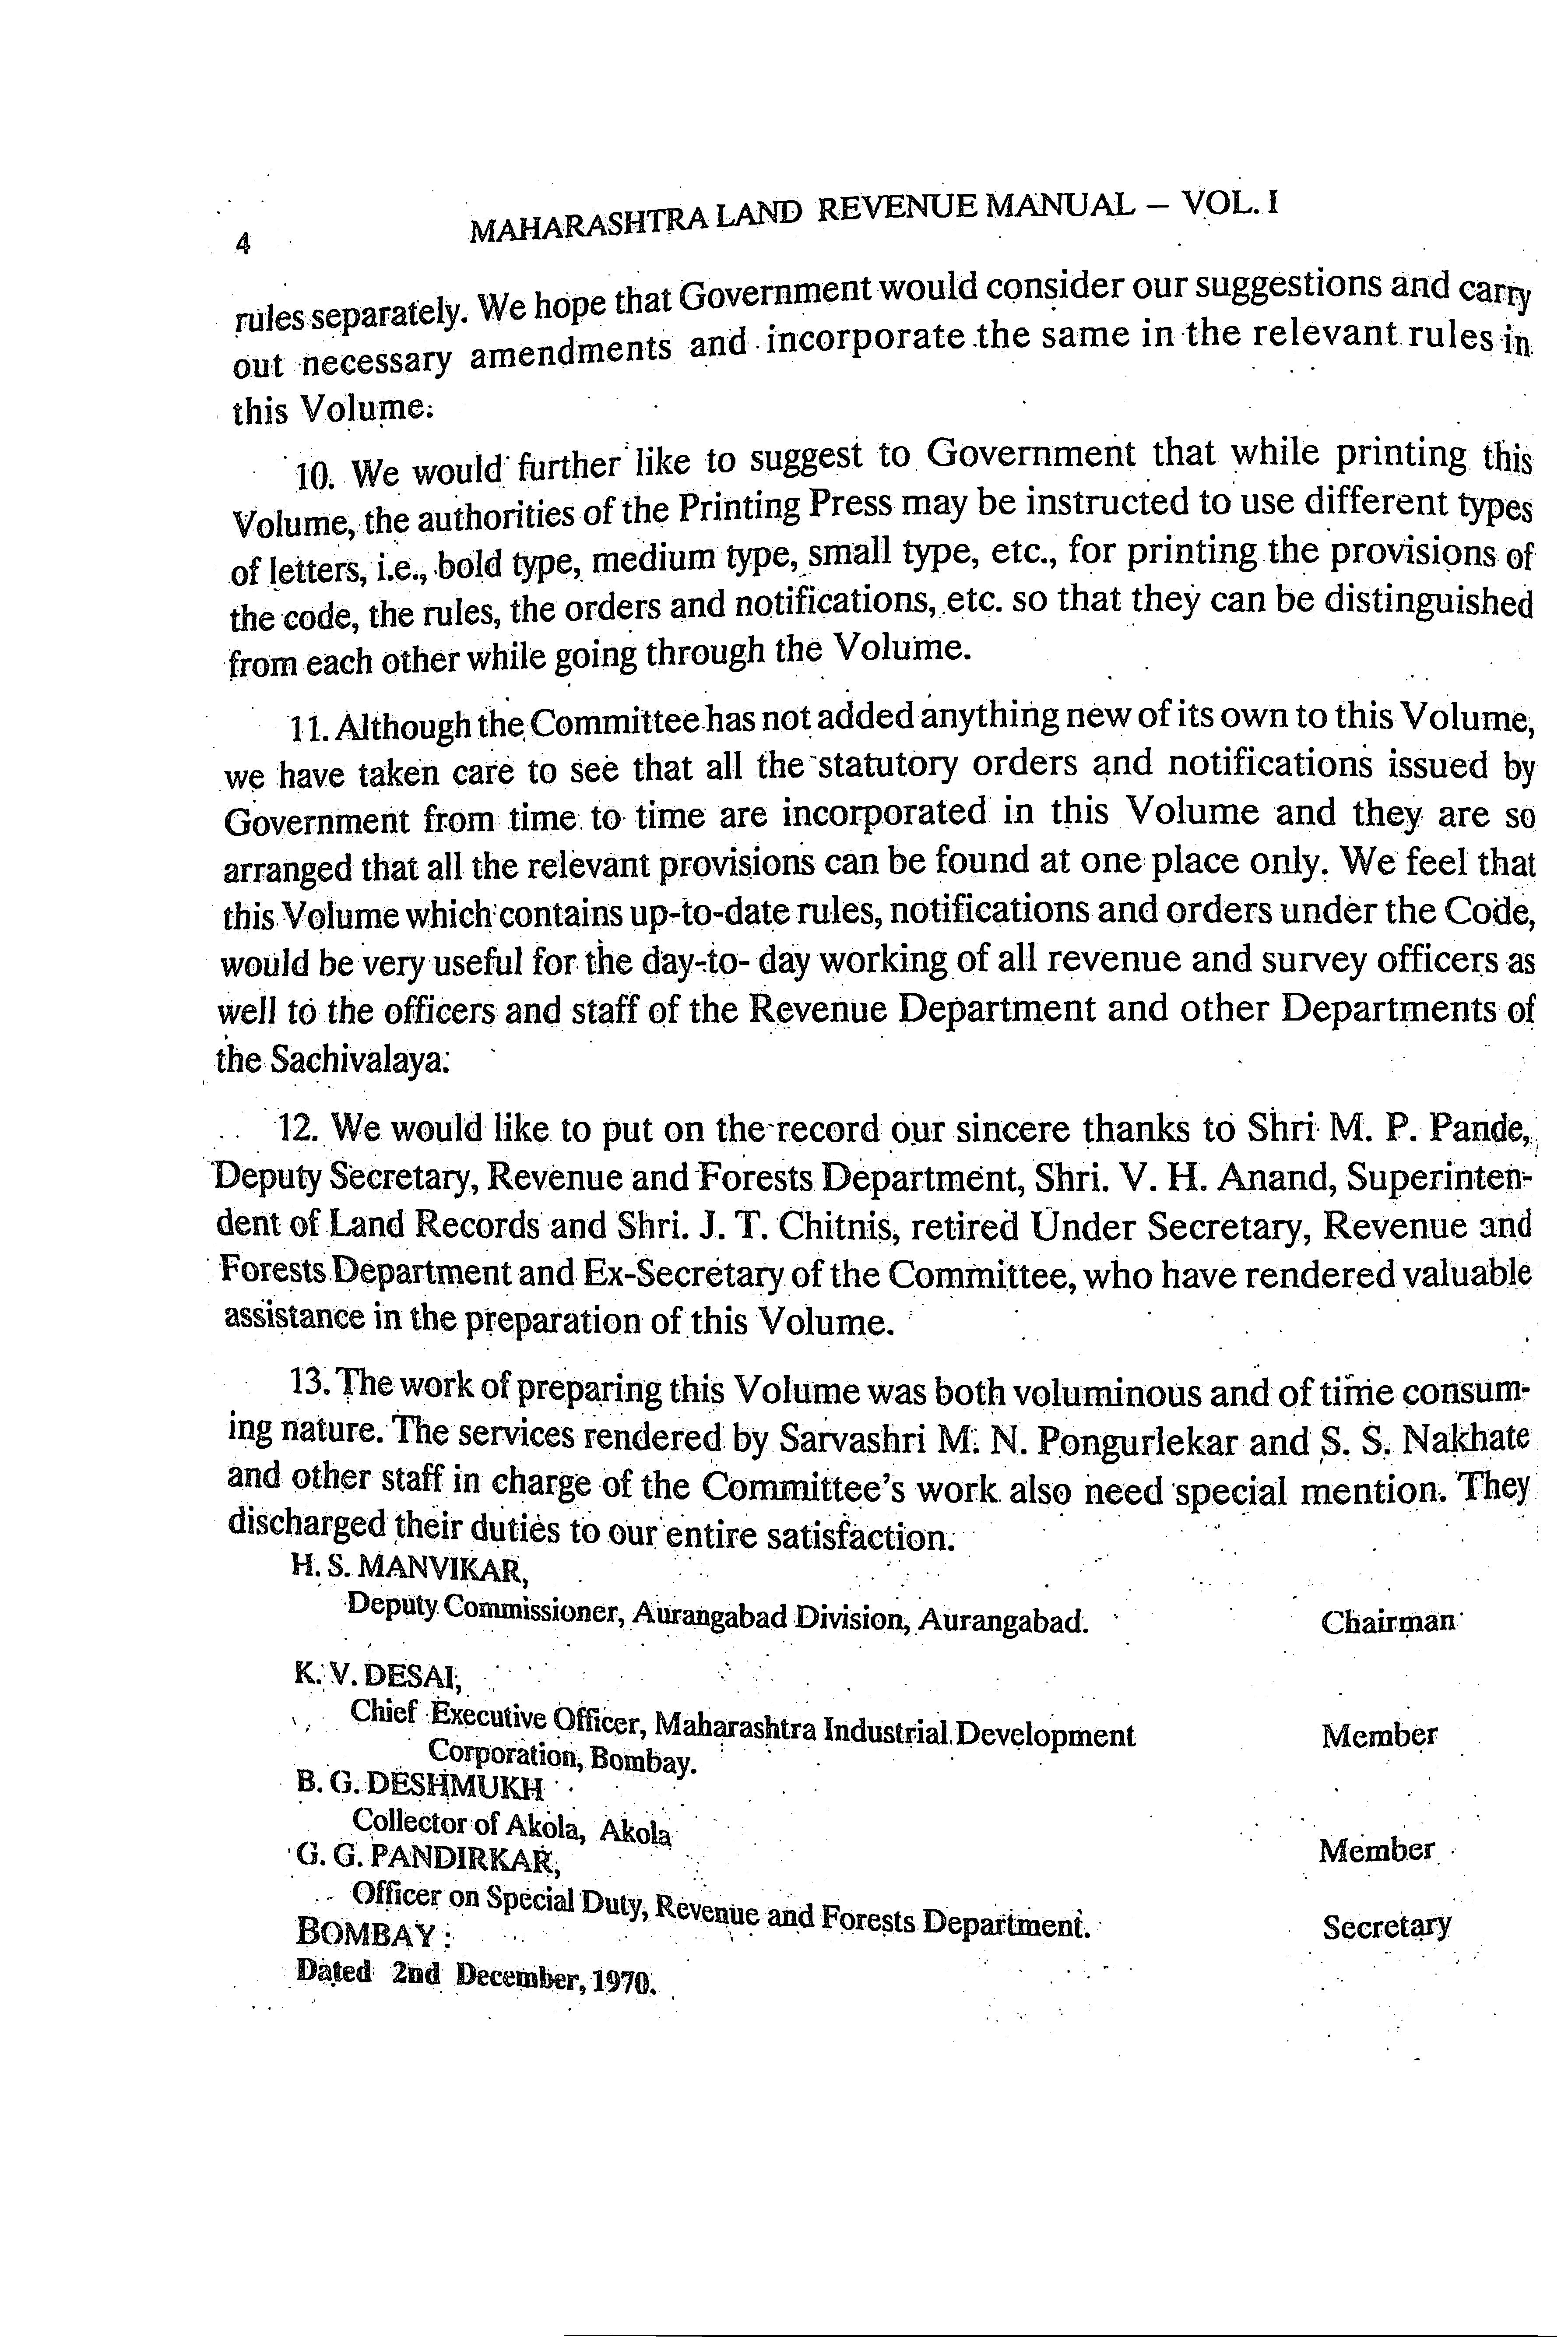 4 MAHARASHTRA LAND REVENUE MANUAL – VOL. I
rules separately. We hope that Government would consider our suggestions and carry
out necessary amendments and incorporate the same in the relevant rules in
this Volume.
10. We would further like to suggest to Government that while printing this
Volume, the authorities of the Printing Press may be instructed to use different types
of letters, i.e., bold type, medium type, small type, etc., for printing the provisions of
the code, the rules, the orders and notifications, etc. so that they can be distinguished
from each other while going through the Volume.
11. Although the Committee has not added anything new of its own to this Volume,
we have taken care to see that all the statutory orders and notifications issued by
Government from time to time are incorporated in this Volume and they are so
arranged that all the relevant provisions can be found at one place only. We feel that
this Volume which contains up-to-date rules, notifications and orders under the Code,
would be very useful for the day-to- day working of all revenue and survey officers as
well to the officers and staff of the Revenue Department and other Departments of
the Sachivalaya.
12. We would like to put on the record our sincere thanks to Shri M. P. Pande,
Deputy Secretary, Revenue and Forests Department, Shri. V. H. Anand, Superinten-
dent of Land Records and Shri. J. T. Chitnis, retired Under Secretary, Revenue and
Forests Department and Ex-Secretary of the Committee, who have rendered valuable
assistance in the preparation of this Volume.
13. The work of preparing this Volume was both voluminous and of time consum-
ing nature. The services rendered by Sarvashri M. N. Pongurlekar and S. S. Nakhate
and other staff in charge of the Committee's work also need special mention. They
discharged their duties to our entire satisfaction.
H. S. MANVIKAR,
Deputy Commissioner, Aurangabad Division, Aurangabad. Chairman
K. V. DESAI,
Chief Executive Officer, Maharashtra Industrial Development Member
Corporation, Bombay.
B. G. DESHMUKH
Collector of Akola, Akola Member
G. G. PANDIRKAR,
Officer on Special Duty, Revenue and Forests Department. Secretary
BOMBAY :
Dated 2nd December, 1970.